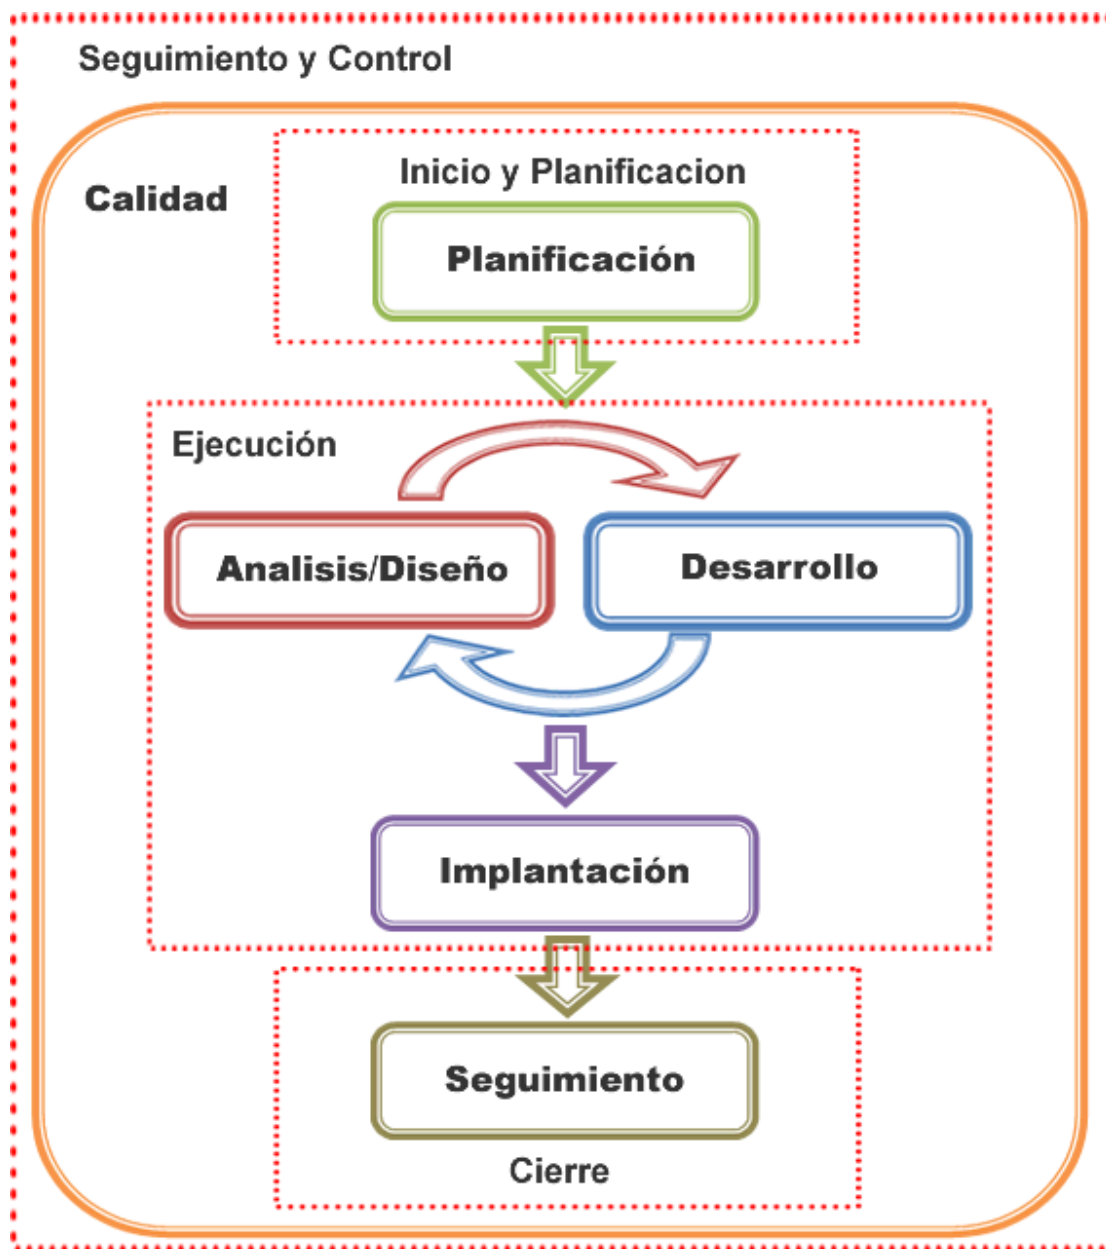 Seguimiento y Control
Inicio y Planificacion
Calidad
Planificación
Ejecución
Analisis/Diseño
Desarrollo
Implantación
Seguimiento
Cierre